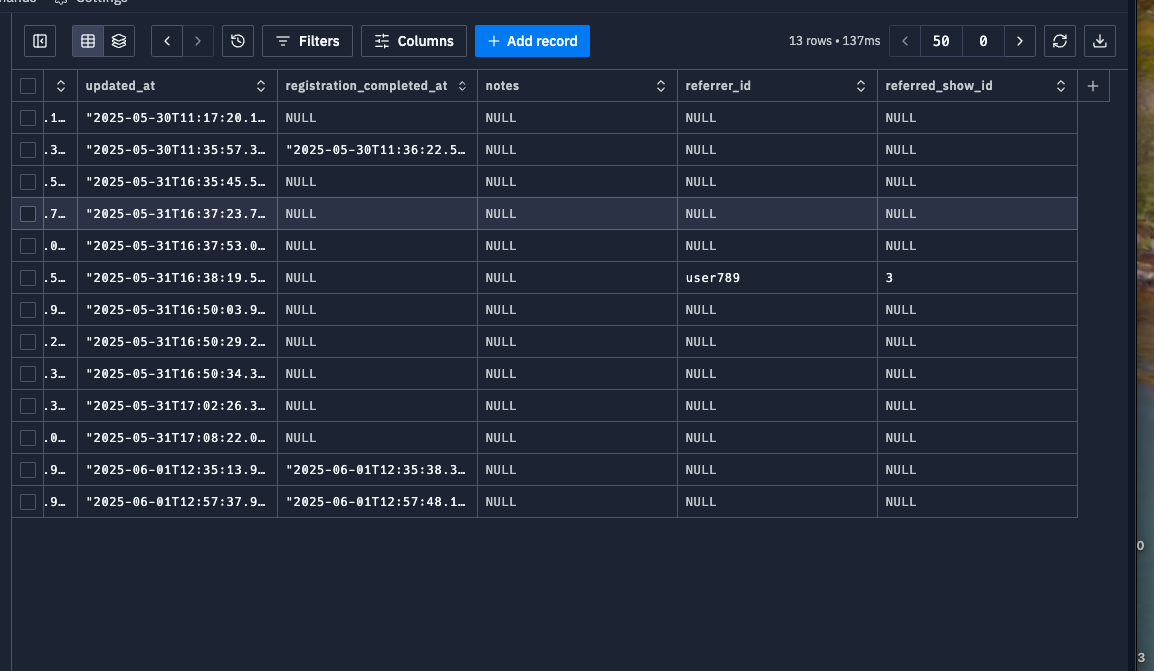 Settings
Filters Columns + Add record 13 rows • 137ms 50 0
updated_at registration_completed_at notes referrer_id referred_show_id +
.1… "2025-05-30T11:17:20.1… NULL NULL NULL NULL
.3… "2025-05-30T11:35:57.3… "2025-05-30T11:36:22.5… NULL NULL NULL
.5… "2025-05-31T16:35:45.5… NULL NULL NULL NULL
.7… "2025-05-31T16:37:23.7… NULL NULL NULL NULL
.0… "2025-05-31T16:37:53.0… NULL NULL NULL NULL
.5… "2025-05-31T16:38:19.5… NULL NULL user789 3
.9… "2025-05-31T16:50:03.9… NULL NULL NULL NULL
.2… "2025-05-31T16:50:29.2… NULL NULL NULL NULL
.3… "2025-05-31T16:50:34.3… NULL NULL NULL NULL
.3… "2025-05-31T17:02:26.3… NULL NULL NULL NULL
.0… "2025-05-31T17:08:22.0… NULL NULL NULL NULL
.9… "2025-06-01T12:35:13.9… "2025-06-01T12:35:38.3… NULL NULL NULL
.9… "2025-06-01T12:57:37.9… "2025-06-01T12:57:48.1… NULL NULL NULL
0
3